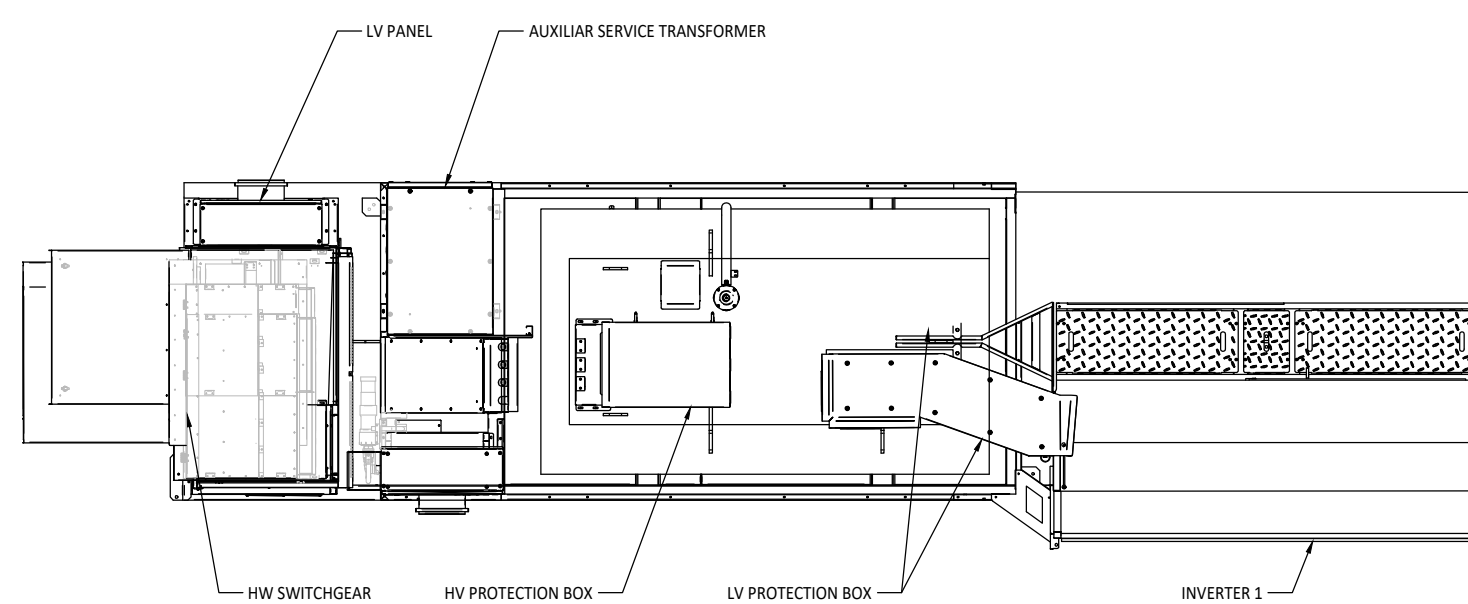 LV PANEL
AUXILIAR SERVICE TRANSFORMER
HW SWITCHGEAR
HV PROTECTION BOX
LV PROTECTION BOX
INVERTER 1